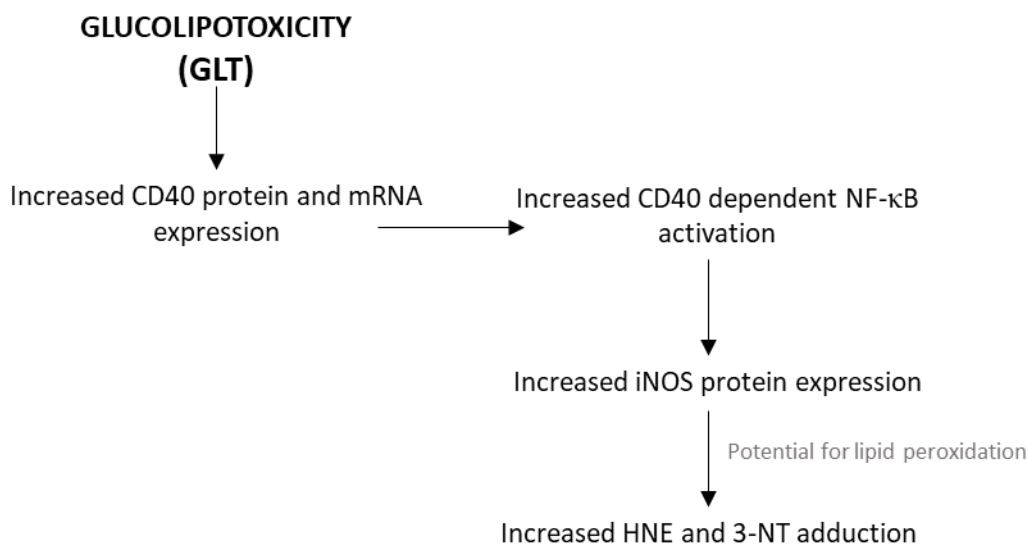 GLUCOLIPOTOXICITY
(GLT)
Increased CD40 protein and mRNA
expression
Increased CD40 dependent NF-κB
activation
Increased iNOS protein expression
Potential for lipid peroxidation
Increased HNE and 3-NT adduction